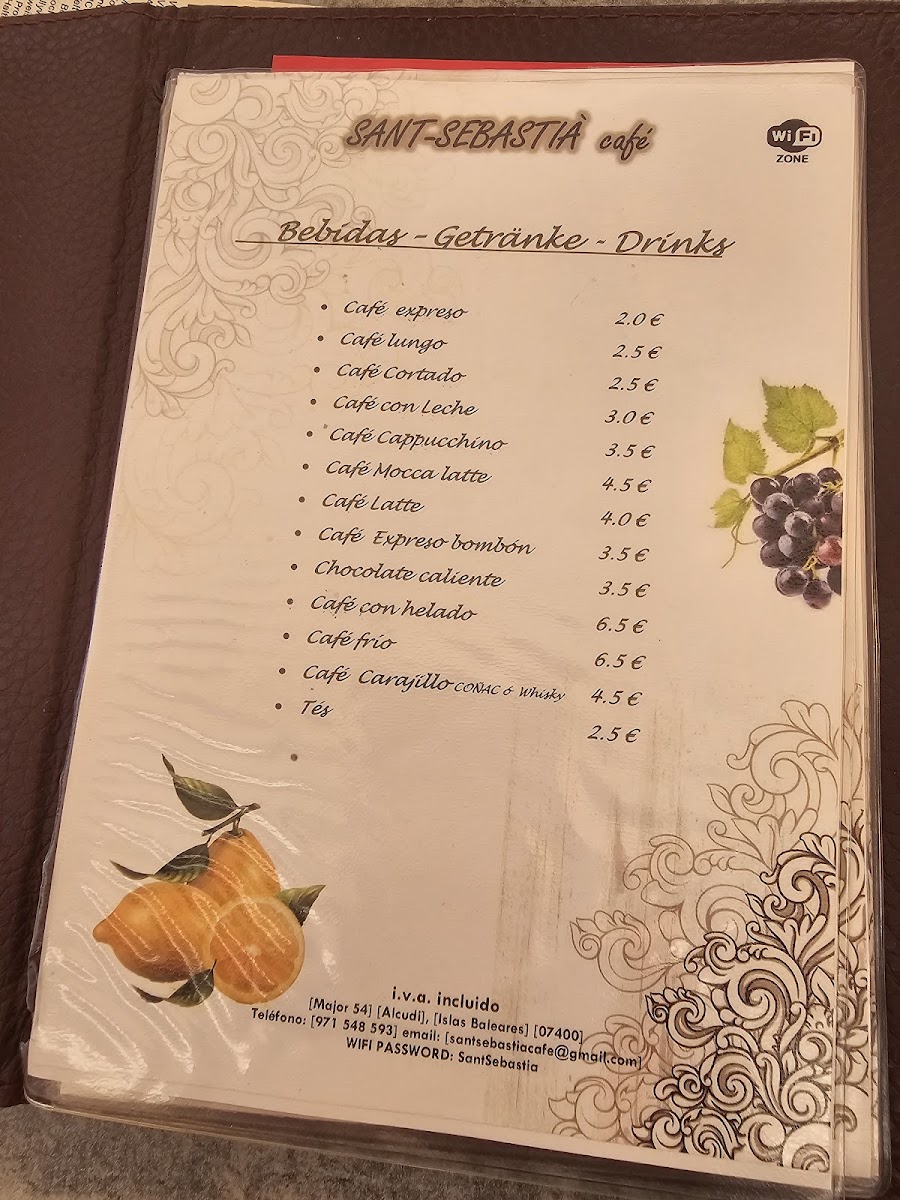 SANT-SEBASTIÀ café
Wi Fi
ZONE
Bebidas - Getränke - Drinks
• Café expreso 2.0 €
• Café lungo 2.5 €
• Café Cortado 2.5 €
• Café con Leche 3.0 €
• Café Cappucchino 3.5 €
• Café Mocca latte 4.5 €
• Café Latte 4.0 €
• Café Expreso bombón 3.5 €
• Chocolate caliente 3.5 €
• Café con helado 6.5 €
• Café frío 6.5 €
• Café Carajillo COÑAC ó Whisky 4.5 €
• Tés 2.5 €
•
i.v.a. incluido
[Major 54] [Alcudi], [Islas Baleares] [07400]
Teléfono: [971 548 593] email: [santsebastiacafe@gmail.com]
WIFI PASSWORD: SantSebastia